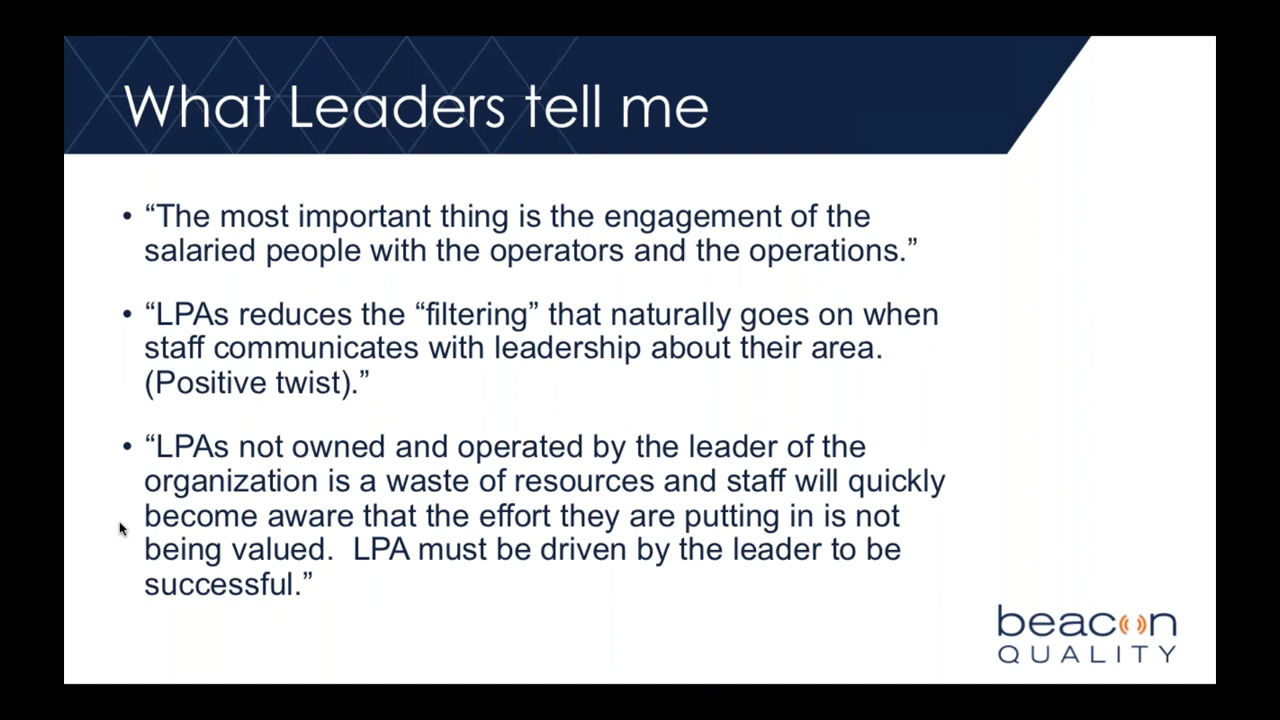 What Leaders tell me
• “The most important thing is the engagement of the
salaried people with the operators and the operations.”
• “LPAs reduces the “filtering” that naturally goes on when
staff communicates with leadership about their area.
(Positive twist).”
• “LPAs not owned and operated by the leader of the
organization is a waste of resources and staff will quickly
become aware that the effort they are putting in is not
being valued.  LPA must be driven by the leader to be
successful.”
beacon
QUALITY